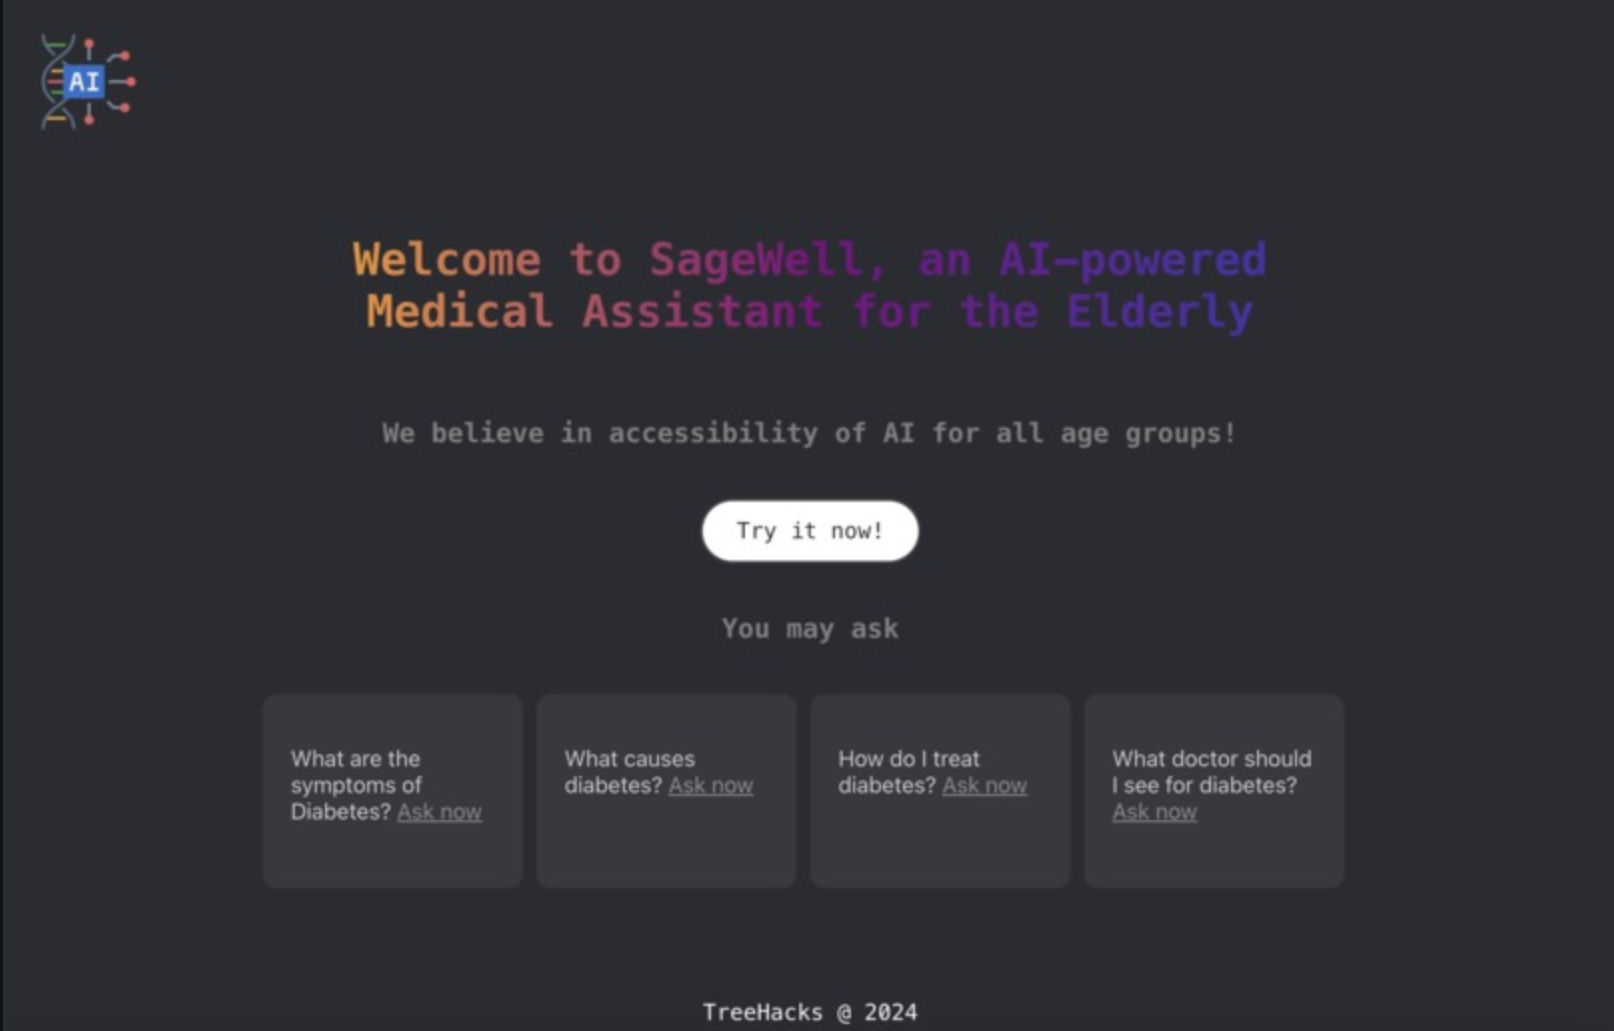 AI
Welcome to SageWell, an AI-powered
Medical Assistant for the Elderly
We believe in accessibility of AI for all age groups!
Try it now!
You may ask
What are the
symptoms of
Diabetes? Ask now
What causes
diabetes? Ask now
How do I treat
diabetes? Ask now
What doctor should
I see for diabetes?
Ask now
TreeHacks @ 2024